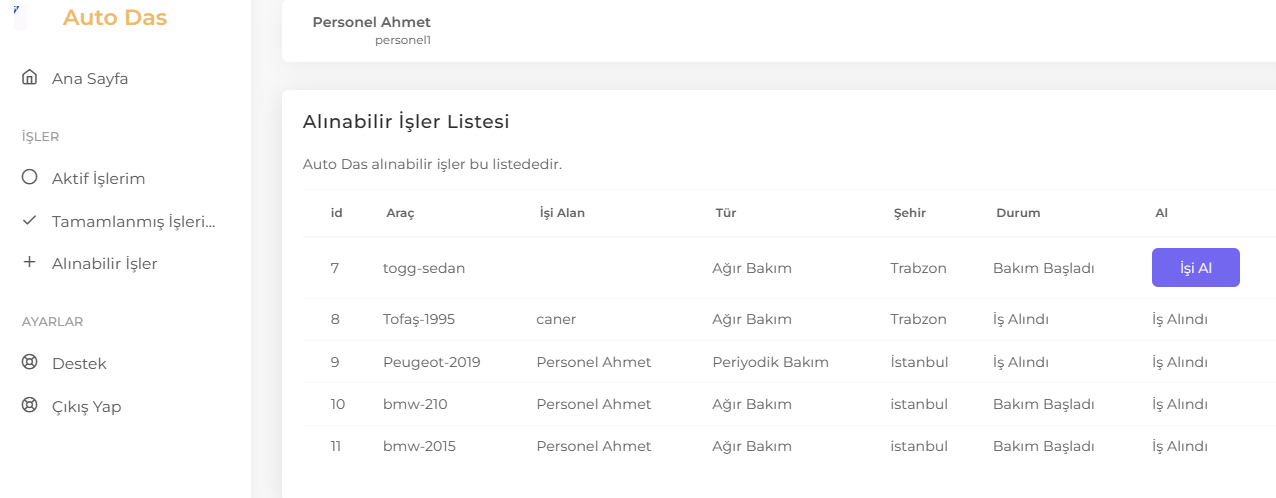 Auto Das
Ana Sayfa
İŞLER
Aktif İşlerim
Tamamlanmış İşleri...
Alınabilir İşler
AYARLAR
Destek
Çıkış Yap
Personel Ahmet
personel1
Alınabilir İşler Listesi
Auto Das alınabilir işler bu listededir.
id Araç İşi Alan Tür Şehir Durum Al
7 togg-sedan Ağır Bakım Trabzon Bakım Başladı İşi Al
8 Tofaş-1995 caner Ağır Bakım Trabzon İş Alındı İş Alındı
9 Peugeot-2019 Personel Ahmet Periyodik Bakım İstanbul İş Alındı İş Alındı
10 bmw-210 Personel Ahmet Ağır Bakım istanbul Bakım Başladı İş Alındı
11 bmw-2015 Personel Ahmet Ağır Bakım istanbul Bakım Başladı İş Alındı